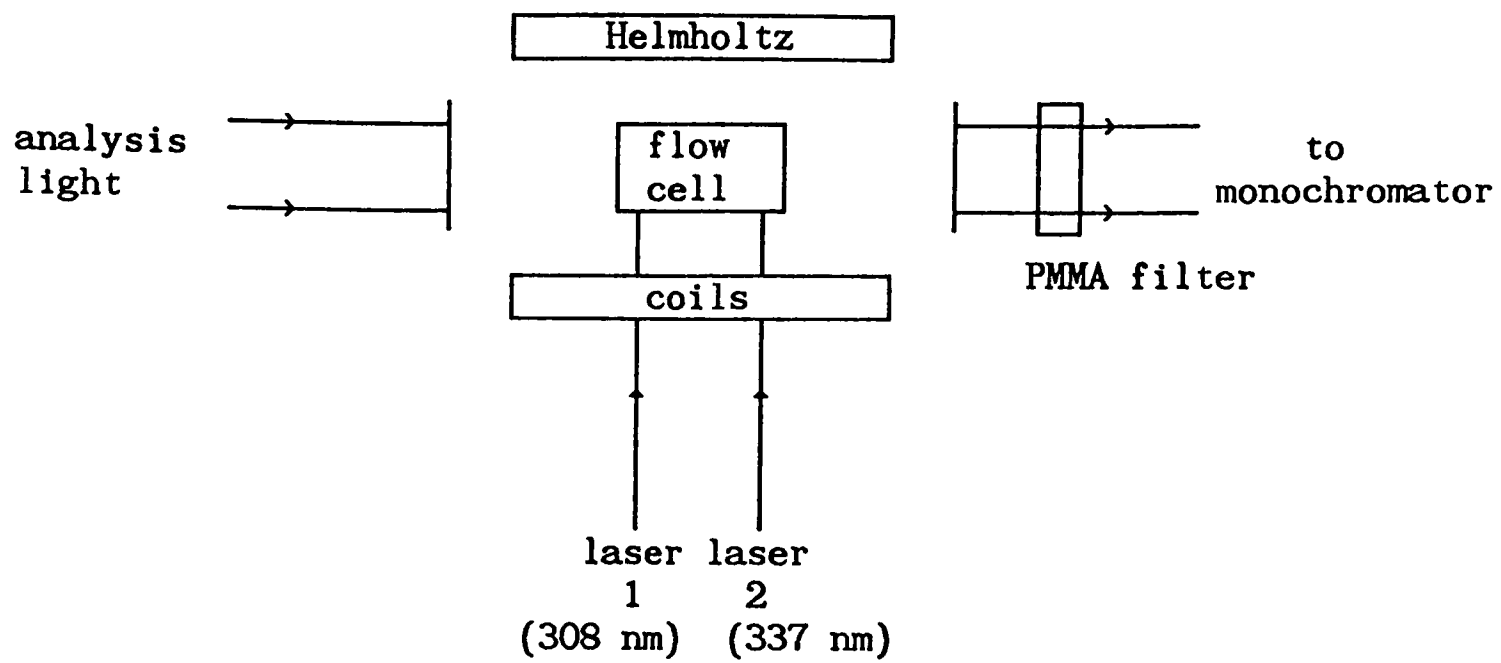 Helmholtz
analysis
light
flow
cell
to
monochromator
PMMA filter
coils
laser laser
1 2
(308 nm) (337 nm)